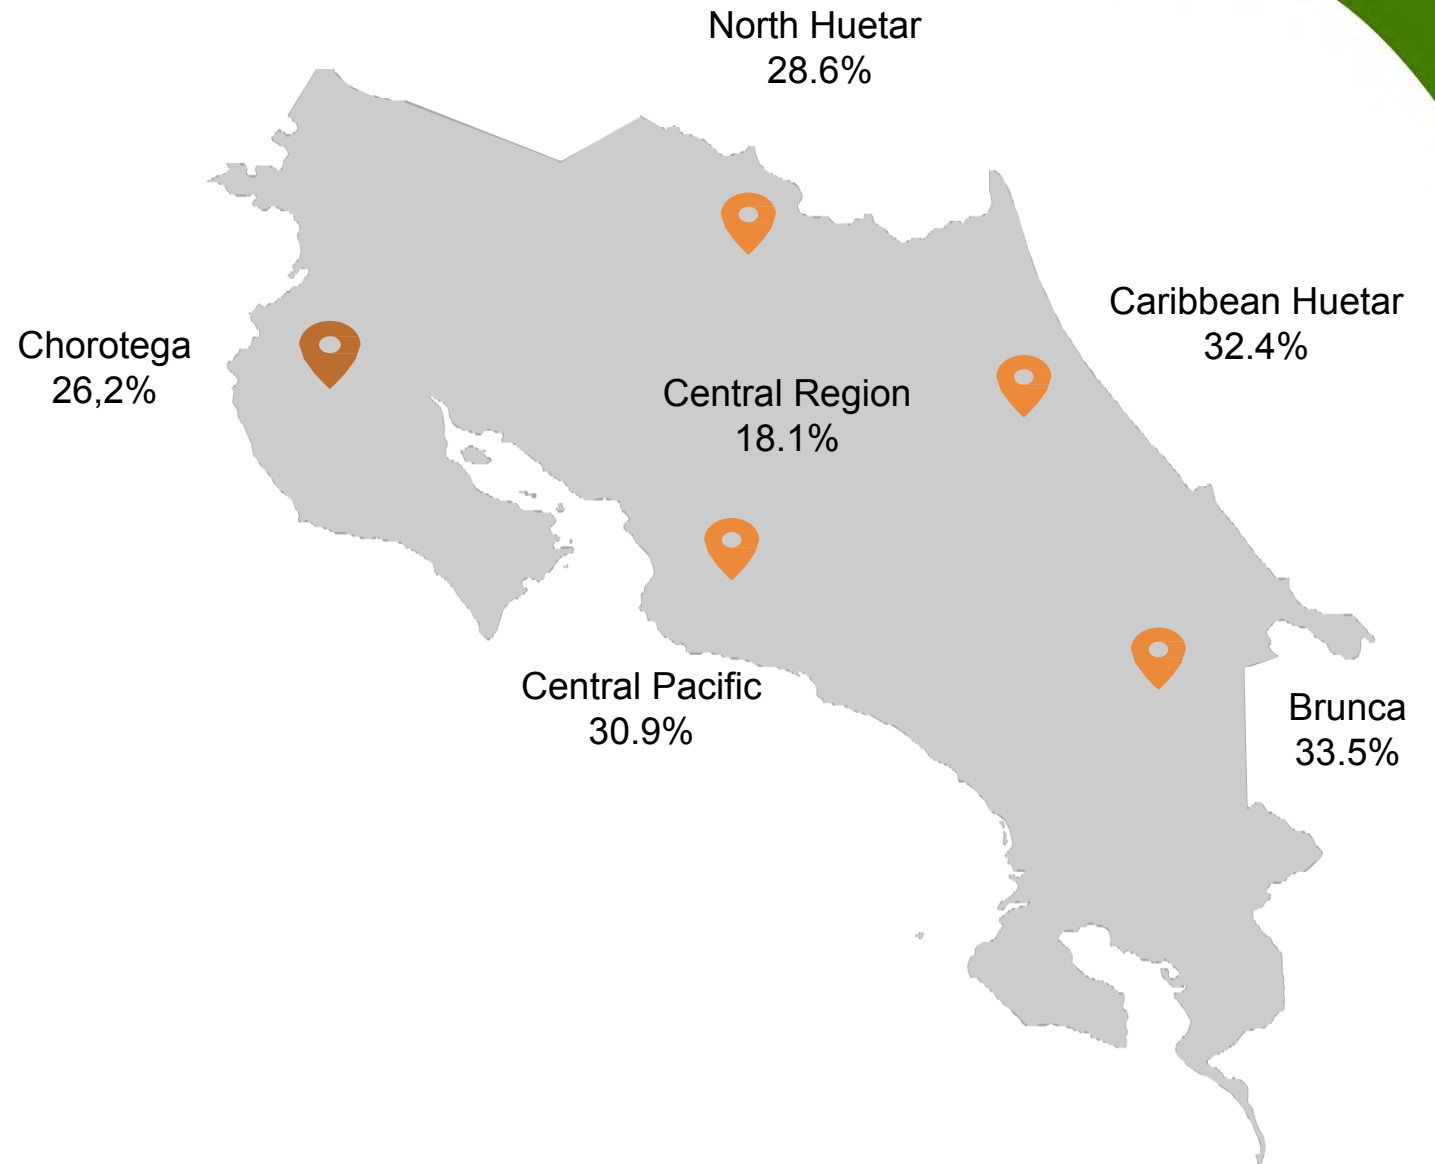 North Huetar
28.6%
Caribbean Huetar
32.4%
Chorotega
26,2%
Central Region
18.1%
Central Pacific
30.9%
Brunca
33.5%